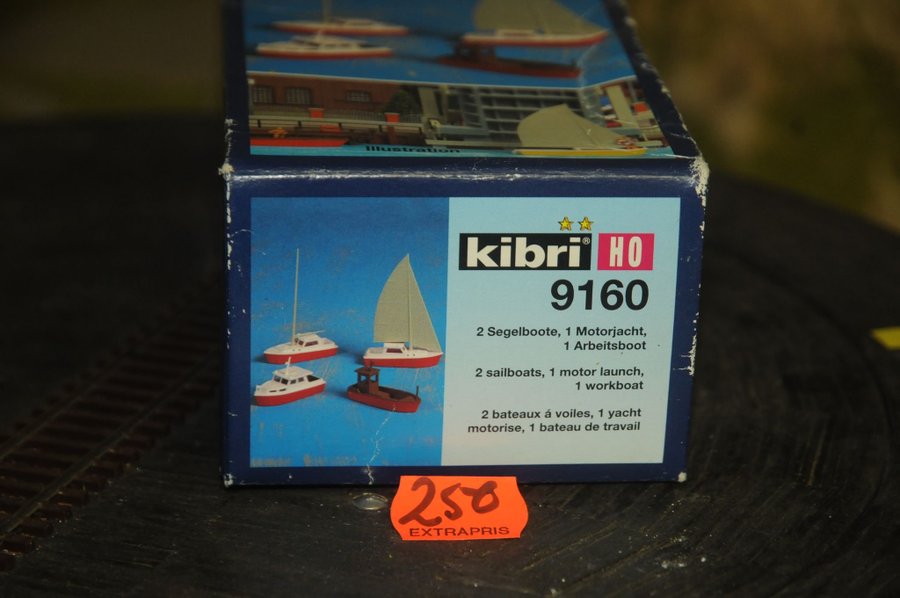 Illustration
kibri® HO
9160
2 Segelboote, 1 Motorjacht,
1 Arbeitsboot
2 sailboats, 1 motor launch,
1 workboat
2 bateaux á voiles, 1 yacht
motorise, 1 bateau de travail
250
EXTRAPRIS